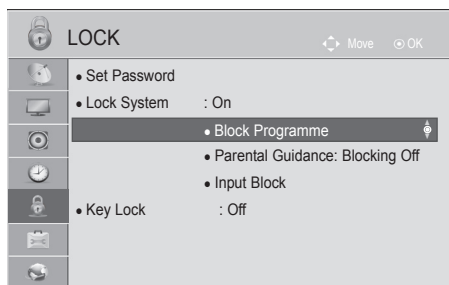 LOCK Move OK
• Set Password
• Lock System : On
• Block Programme
• Parental Guidance: Blocking Off
• Input Block
• Key Lock : Off